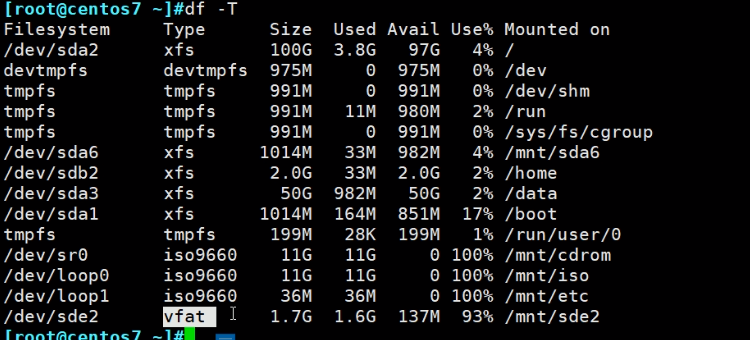 [root@centos7 ~]#df -T
Filesystem     Type      Size  Used Avail Use% Mounted on
/dev/sda2      xfs       100G  3.8G   97G   4% /
devtmpfs       devtmpfs  975M     0  975M   0% /dev
tmpfs          tmpfs     991M     0  991M   0% /dev/shm
tmpfs          tmpfs     991M   11M  980M   2% /run
tmpfs          tmpfs     991M     0  991M   0% /sys/fs/cgroup
/dev/sda6      xfs      1014M   33M  982M   4% /mnt/sda6
/dev/sdb2      xfs       2.0G   33M  2.0G   2% /home
/dev/sda3      xfs        50G  982M   50G   2% /data
/dev/sda1      xfs      1014M  164M  851M  17% /boot
tmpfs          tmpfs     199M   28K  199M   1% /run/user/0
/dev/sr0       iso9660    11G   11G     0 100% /mnt/cdrom
/dev/loop0     iso9660    11G   11G     0 100% /mnt/iso
/dev/loop1     iso9660    36M   36M     0 100% /mnt/etc
/dev/sde2      vfat      1.7G  1.6G  137M  93% /mnt/sde2
[root@centos7 ~]#